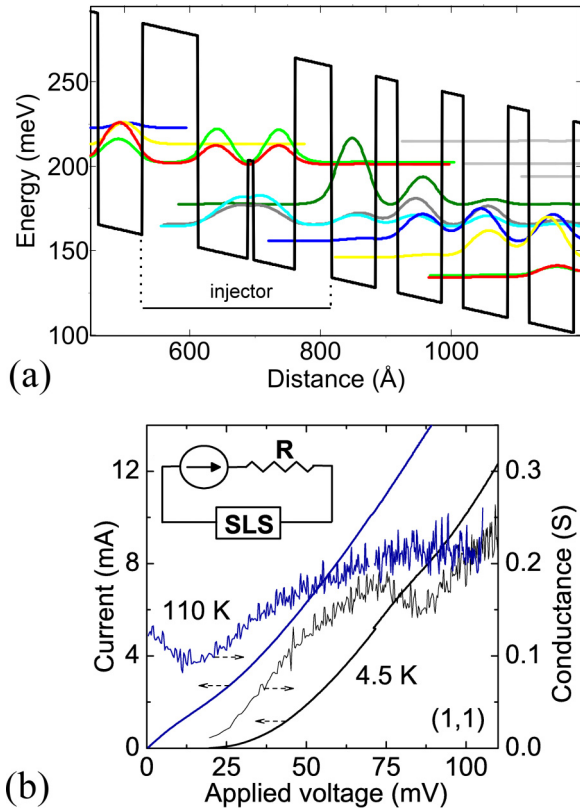 250
200
150
100
Energy (meV)
injector
600
800
1000
Distance (Å)
(a)
12
8
4
0
Current (mA)
R
SLS
110 K
4.5 K
(1,1)
0.3
0.2
0.1
0.0
Conductance (S)
0
25
50
75
100
Applied voltage (mV)
(b)